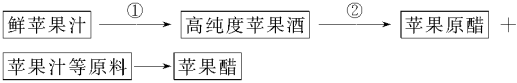 ① ②
鲜苹果汁 → 高纯度苹果酒 → 苹果原醋 +
苹果汁等原料 → 苹果醋